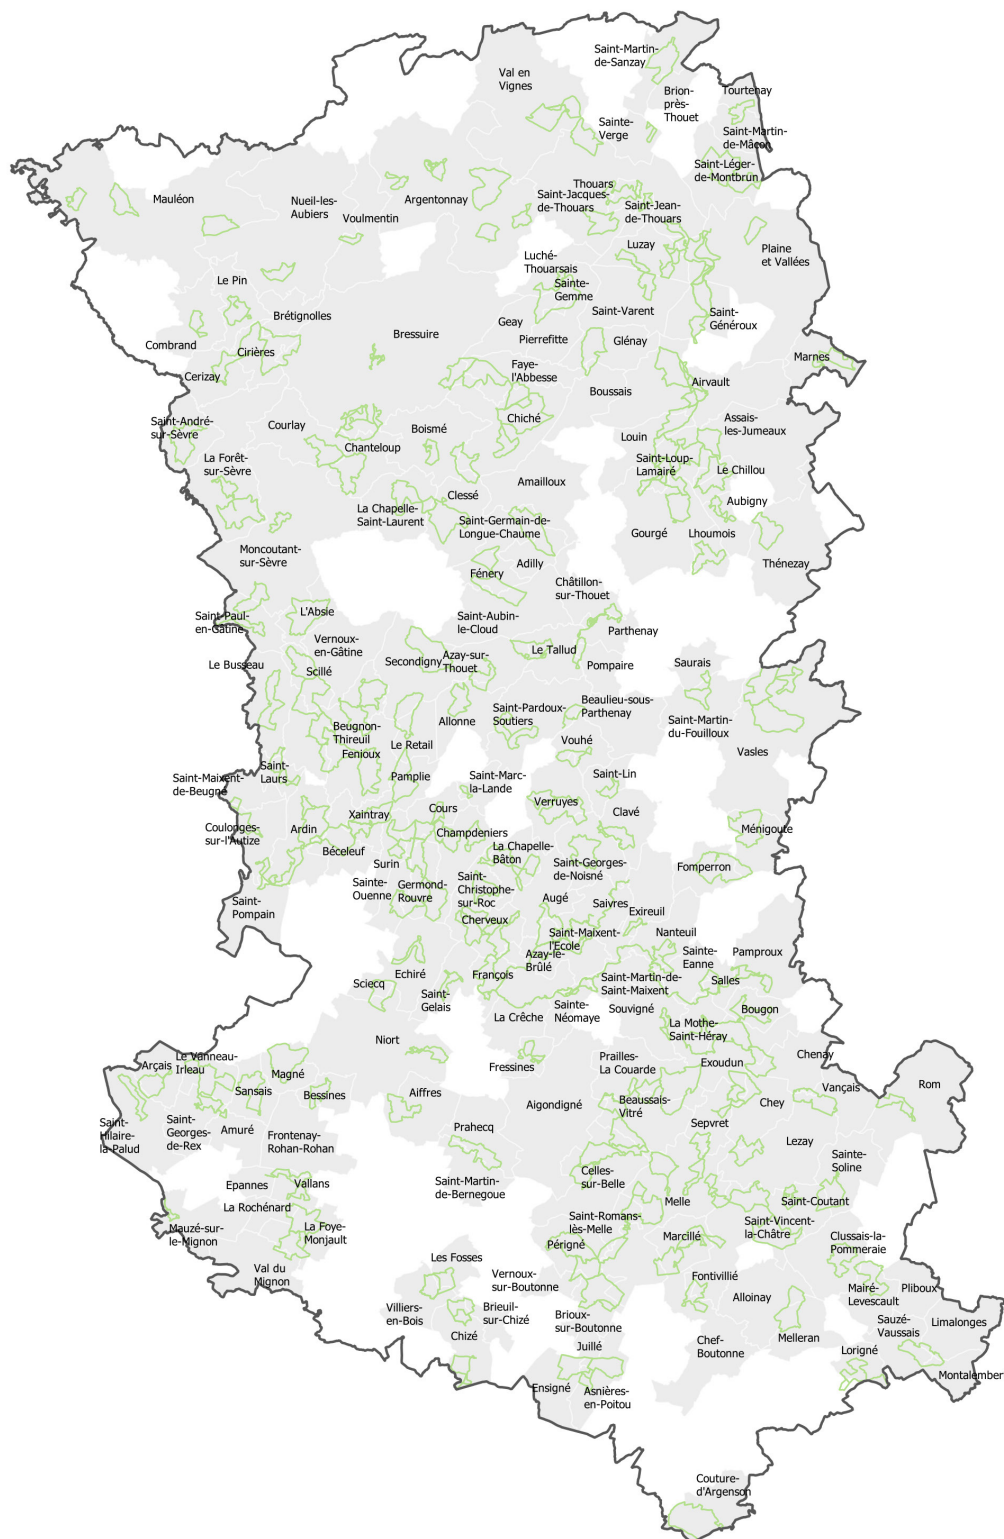 Saint-Martin-
de-Sanzay
Val en
Vignes
Brion-
près-
Thouet
Tourtenay
Sainte-
Verge
Saint-Martin-
de-Mâcon
Saint-Léger-
de-Montbrun
Thouars
Mauléon
Nueil-les-
Aubiers
Voulmentin
Argentonnay
Saint-Jacques-
de-Thouars
Saint-Jean-
de-Thouars
Luzay
Plaine
et Vallées
Luché-
Thouarsais
Le Pin
Sainte-
Gemme
Saint-Varent
Saint-
Généroux
Brétignolles
Geay
Bressuire
Pierrefitte
Glénay
Combrand
Cirières
Marnes
Cerizay
Faye-
l'Abbesse
Airvault
Boussais
Saint-André-
sur-Sèvre
Courlay
Boismé
Chiché
Assais-
les-Jumeaux
Louin
Chanteloup
La Forêt-
sur-Sèvre
Saint-Loup-
Lamairé
Le Chillou
Amailloux
Clessé
Aubigny
La Chapelle-
Saint-Laurent
Saint-Germain-de-
Longue-Chaume
Gourgé
Lhoumois
Moncoutant-
sur-Sèvre
Adilly
Fénery
Thénezay
Châtillon-
sur-Thouet
L'Absie
Saint-Paul-
en-Gâtine
Saint-Aubin-
le-Cloud
Parthenay
Vernoux-
en-Gâtine
Le Tallud
Le Busseau
Secondigny
Azay-sur-
Thouet
Pompaire
Saurais
Scillé
Beaulieu-sous-
Parthenay
Saint-Pardoux-
Soutiers
Allonne
Saint-Martin-
du-Fouilloux
Beugnon-
Thireuil
Fenioux
Le Retail
Vouhé
Vasles
Saint-
Laurs
Saint-Maixent-
de-Beugné
Pamplie
Saint-Marc-
la-Lande
Saint-Lin
Verruyes
Clavé
Xaintray
Cours
Coulonges-
sur-l'Autize
Ardin
Champdeniers
Ménigoute
Béceleuf
La Chapelle-
Bâton
Surin
Saint-Georges-
de-Noisné
Fomperron
Sainte-
Ouenne
Germond-
Rouvre
Saint-
Christophe-
sur-Roc
Augé
Saivres
Saint-
Pompain
Exireuil
Cherveux
Saint-Maixent-
l'Ecole
Nanteuil
Azay-le-
Brûlé
Sainte-
Eanne
Pamproux
Echiré
François
Sciecq
Saint-Martin-de-
Saint-Maixent
Salles
Saint-
Gelais
La Crêche
Sainte-
Néomaye
Souvigné
Bougon
La Mothe-
Saint-Héray
Niort
Chenay
Arçais
Le Vanneau-
Irleau
Fressines
Prailles-
La Couarde
Exoudun
Magné
Vançais
Rom
Sansais
Bessines
Aiffres
Aigondigné
Beaussais-
Vitré
Chey
Saint-
Hilaire-
la-Palud
Saint-
Georges-
de-Rex
Amuré
Frontenay-
Rohan-Rohan
Prahecq
Sepvret
Lezay
Sainte-
Soline
Epannes
Vallans
Saint-Martin-
de-Bernegoue
Celles-
sur-Belle
Melle
Saint-Coutant
La Rochénard
Mauzé-sur-
le-Mignon
La Foye-
Monjault
Saint-Romans-
lès-Melle
Saint-Vincent-
la-Châtre
Périgné
Marcillé
Clussais-la-
Pommeraie
Les Fosses
Val du
Mignon
Vernoux-
sur-Boutonne
Fontivillié
Alloinay
Mairé-
Levescault
Pliboux
Villiers-
en-Bois
Brieuil-
sur-Chizé
Brioux-
sur-Boutonne
Sauzé-
Vaussais
Limalonges
Chizé
Juillé
Chef-
Boutonne
Melleran
Lorigné
Montalember
Ensigné
Asnières-
en-Poitou
Couture-
d'Argenson